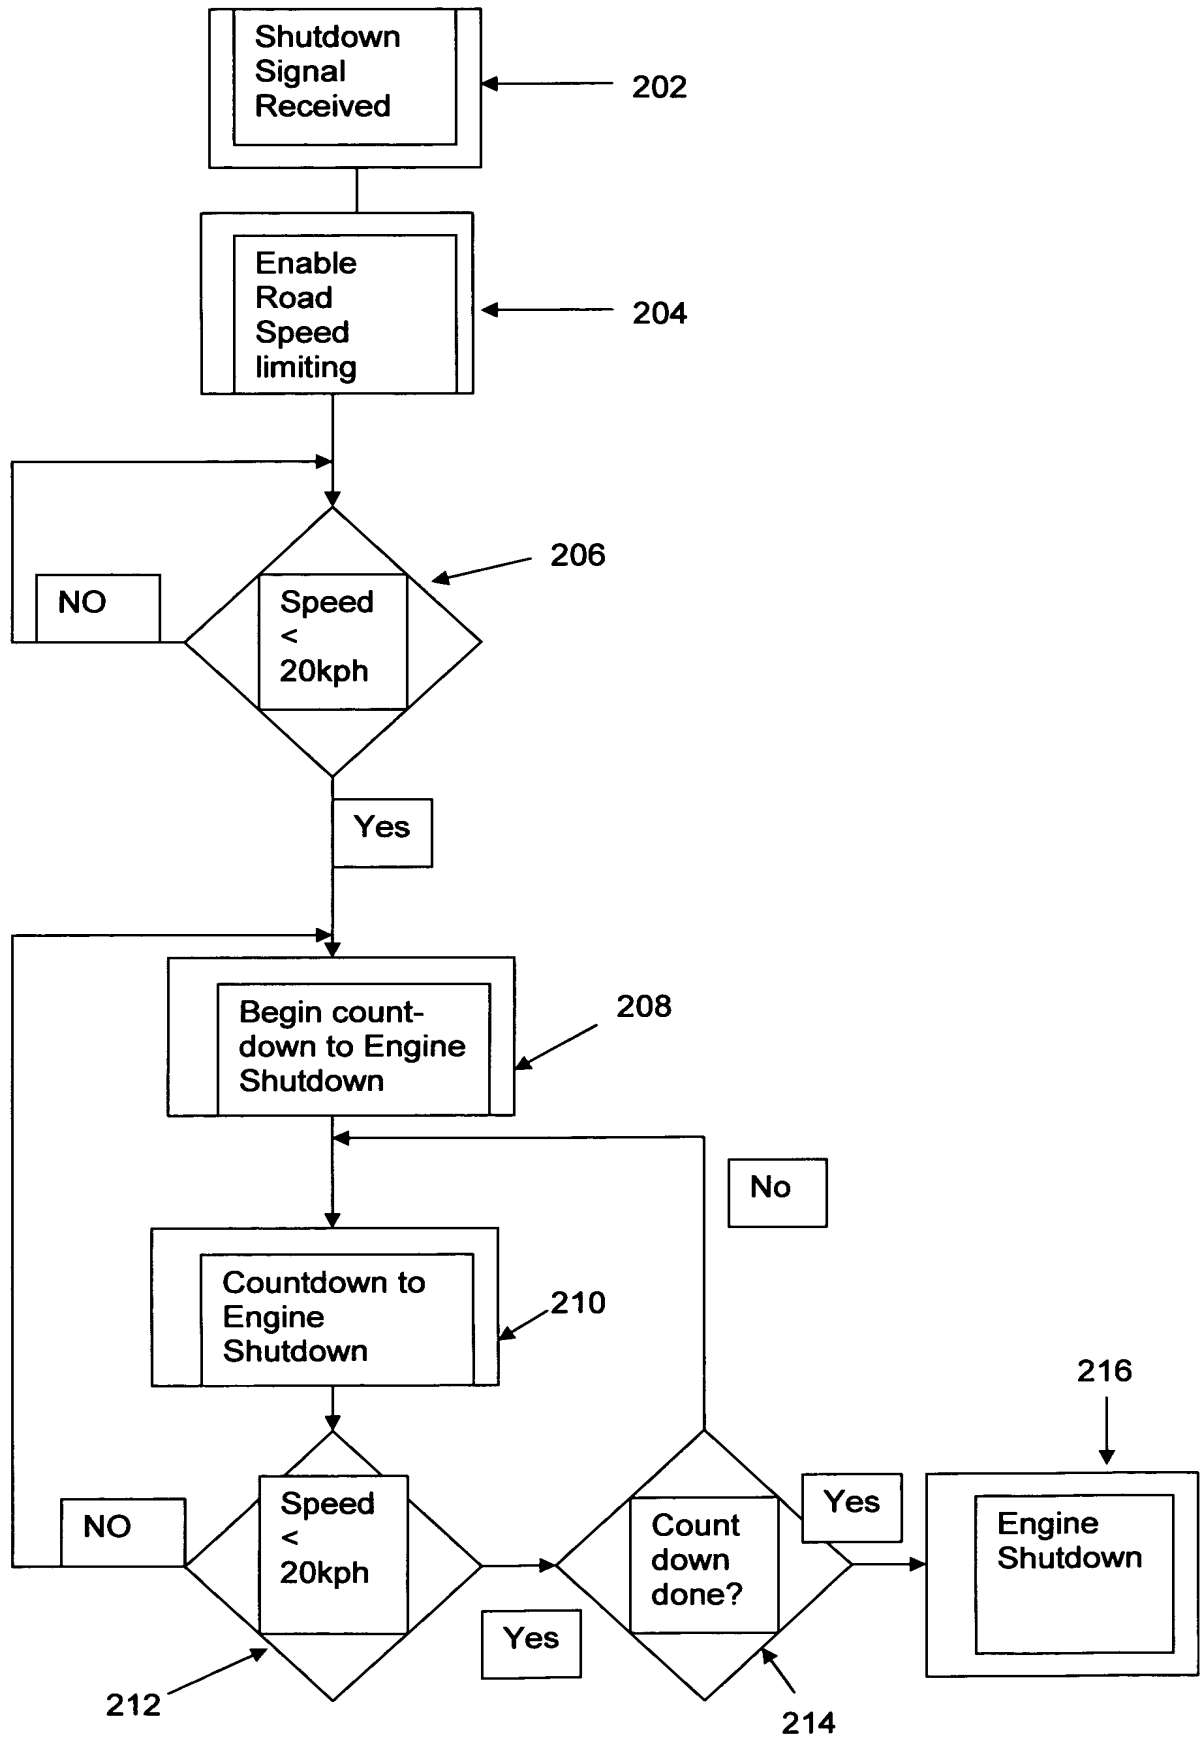 Shutdown
Signal
Received
202
Enable
Road
Speed
limiting
204
206
NO
Speed
<
20kph
Yes
Begin count-
down to Engine
Shutdown
208
No
Countdown to
Engine
Shutdown
210
216
NO
Speed
<
20kph
Yes
Count
down
done?
Yes
Engine
Shutdown
212
214